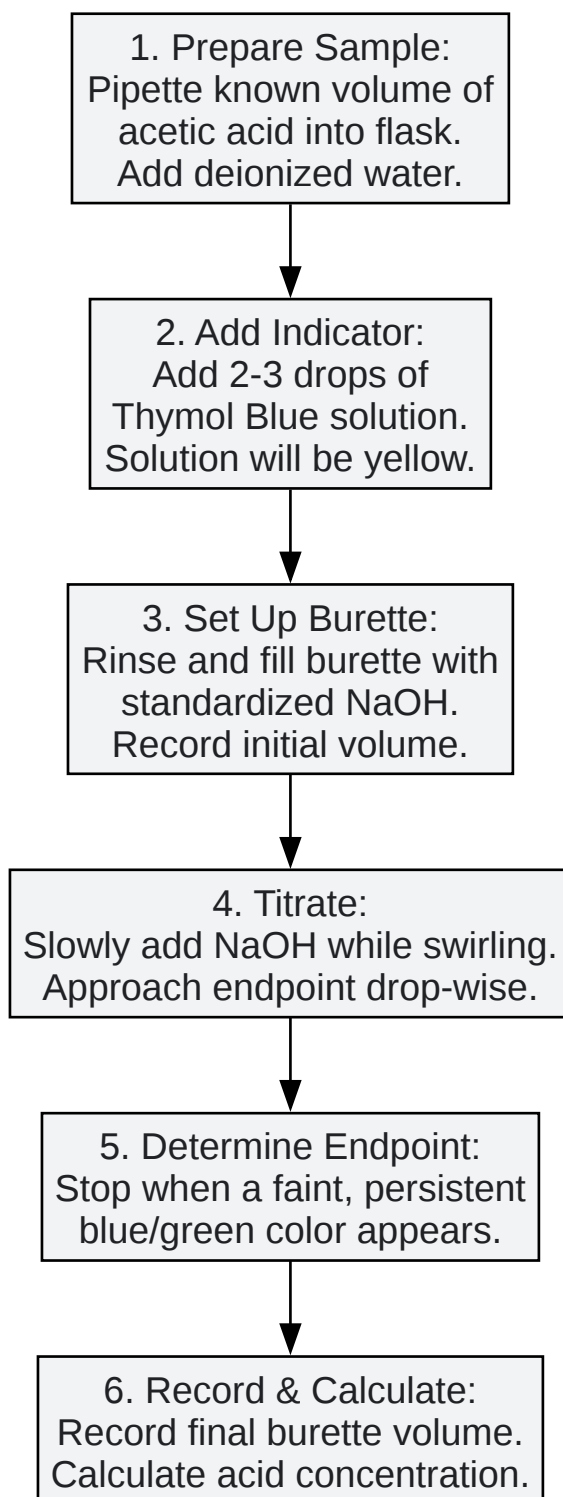 1. Prepare Sample:
Pipette known volume of
acetic acid into flask.
Add deionized water.
2. Add Indicator:
Add 2-3 drops of
Thymol Blue solution.
Solution will be yellow.
3. Set Up Burette:
Rinse and fill burette with
standardized NaOH.
Record initial volume.
4. Titrate:
Slowly add NaOH while swirling.
Approach endpoint drop-wise.
5. Determine Endpoint:
Stop when a faint, persistent
blue/green color appears.
6. Record & Calculate:
Record final burette volume.
Calculate acid concentration.